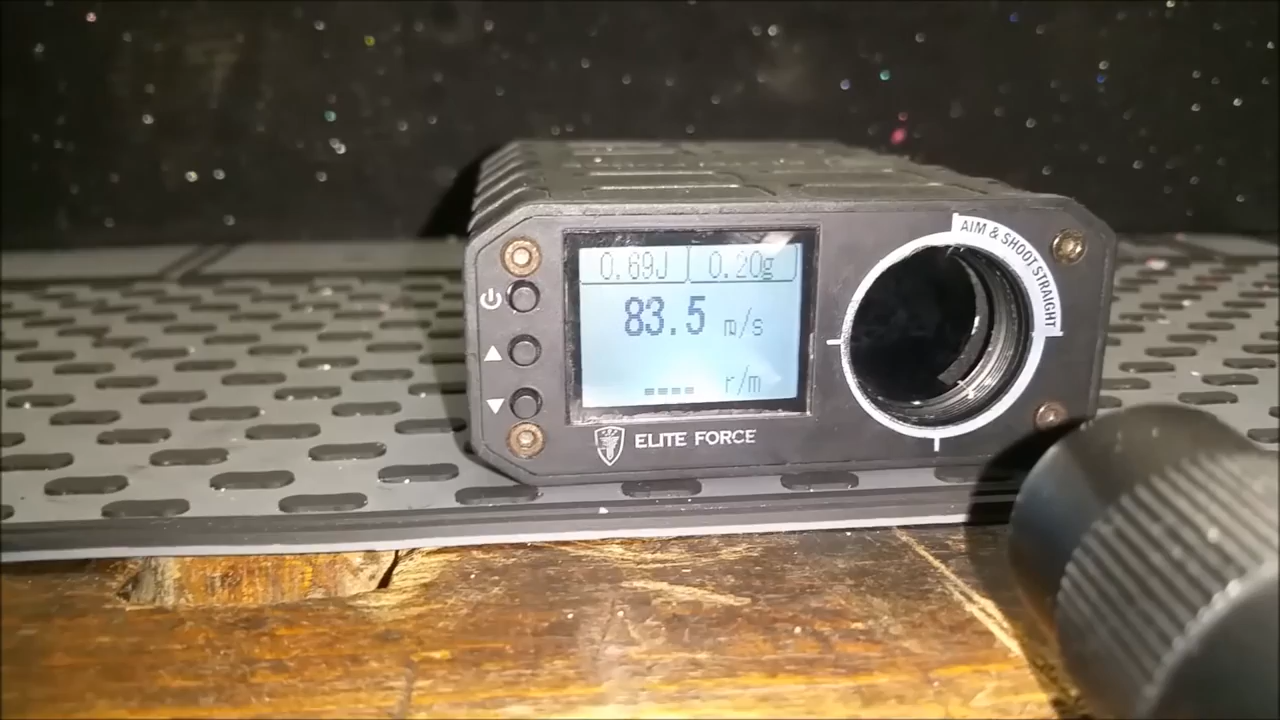 0.69J 0.20g
83.5 m/s
---- r/m
ELITE FORCE
AIM & SHOOT STRAIGHT